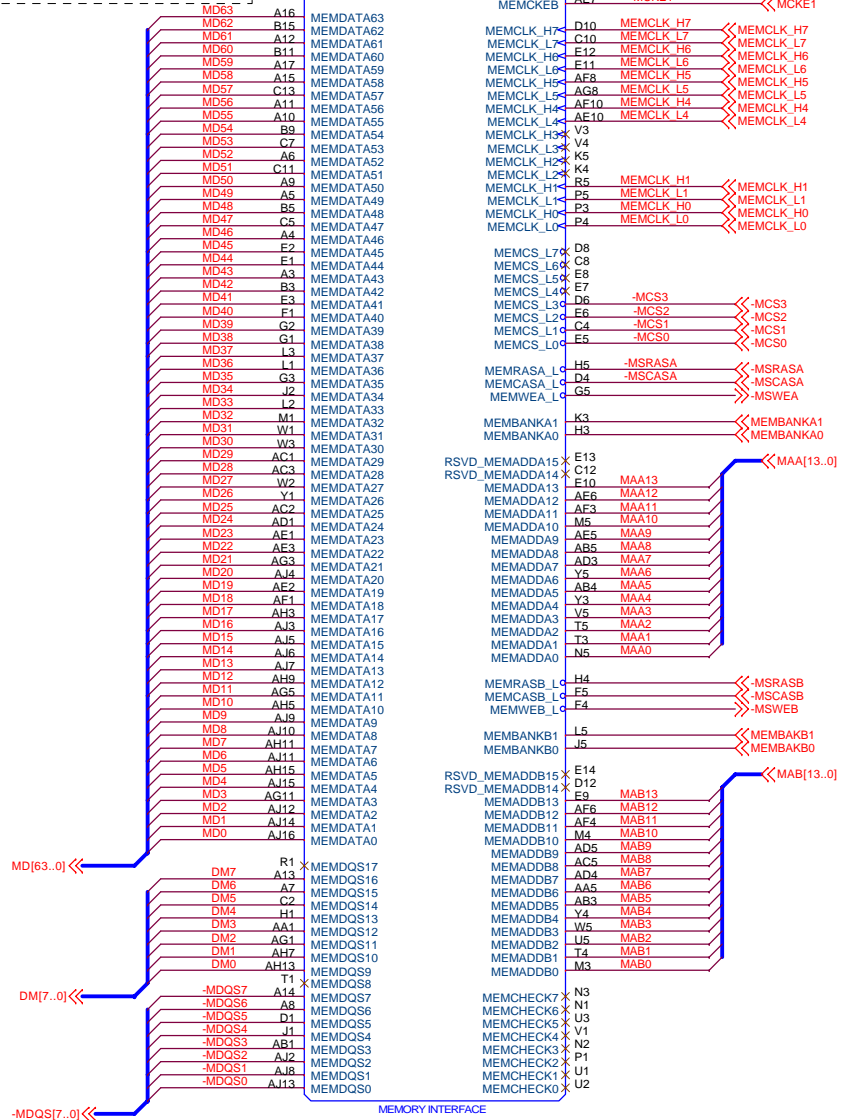 MD63 A16 MEMDATA63
MD62 B15 MEMDATA62
MD61 A12 MEMDATA61
MD60 B11 MEMDATA60
MD59 A17 MEMDATA59
MD58 A15 MEMDATA58
MD57 C13 MEMDATA57
MD56 A11 MEMDATA56
MD55 A10 MEMDATA55
MD54 B9 MEMDATA54
MD53 C7 MEMDATA53
MD52 A6 MEMDATA52
MD51 C11 MEMDATA51
MD50 A9 MEMDATA50
MD49 A5 MEMDATA49
MD48 B5 MEMDATA48
MD47 C5 MEMDATA47
MD46 A4 MEMDATA46
MD45 E2 MEMDATA45
MD44 E1 MEMDATA44
MD43 A3 MEMDATA43
MD42 B3 MEMDATA42
MD41 E3 MEMDATA41
MD40 F1 MEMDATA40
MD39 G2 MEMDATA39
MD38 G1 MEMDATA38
MD37 L3 MEMDATA37
MD36 L1 MEMDATA36
MD35 G3 MEMDATA35
MD34 J2 MEMDATA34
MD33 L2 MEMDATA33
MD32 M1 MEMDATA32
MD31 W1 MEMDATA31
MD30 W3 MEMDATA30
MD29 AC1 MEMDATA29
MD28 AC3 MEMDATA28
MD27 W2 MEMDATA27
MD26 Y1 MEMDATA26
MD25 AC2 MEMDATA25
MD24 AD1 MEMDATA24
MD23 AE1 MEMDATA23
MD22 AE3 MEMDATA22
MD21 AG3 MEMDATA21
MD20 AJ4 MEMDATA20
MD19 AE2 MEMDATA19
MD18 AF1 MEMDATA18
MD17 AH3 MEMDATA17
MD16 AJ3 MEMDATA16
MD15 AJ5 MEMDATA15
MD14 AJ6 MEMDATA14
MD13 AJ7 MEMDATA13
MD12 AH9 MEMDATA12
MD11 AG5 MEMDATA11
MD10 AH5 MEMDATA10
MD9 AJ9 MEMDATA9
MD8 AJ10 MEMDATA8
MD7 AH11 MEMDATA7
MD6 AJ11 MEMDATA6
MD5 AH15 MEMDATA5
MD4 AJ15 MEMDATA4
MD3 AG11 MEMDATA3
MD2 AJ12 MEMDATA2
MD1 AJ14 MEMDATA1
MD0 AJ16 MEMDATA0
MD[63..0]
R1 MEMDQS17
DM7 A13 MEMDQS16
DM6 A7 MEMDQS15
DM5 C2 MEMDQS14
DM4 H1 MEMDQS13
DM3 AA1 MEMDQS12
DM2 AG1 MEMDQS11
DM1 AH7 MEMDQS10
DM0 AH13 MEMDQS9
T1 MEMDQS8
DM[7..0]
-MDQS7 A14 MEMDQS7
-MDQS6 A8 MEMDQS6
-MDQS5 D1 MEMDQS5
-MDQS4 J1 MEMDQS4
-MDQS3 AB1 MEMDQS3
-MDQS2 AJ2 MEMDQS2
-MDQS1 AJ8 MEMDQS1
-MDQS0 AJ13 MEMDQS0
-MDQS[7..0]
MEMCKEB MCKE1
MEMCLK_H7 D10 MEMCLK_H7 MEMCLK_H7
MEMCLK_L7 C10 MEMCLK_L7 MEMCLK_L7
MEMCLK_H6 E12 MEMCLK_H6 MEMCLK_H6
MEMCLK_L6 E11 MEMCLK_L6 MEMCLK_L6
MEMCLK_H5 AF8 MEMCLK_H5 MEMCLK_H5
MEMCLK_L5 AG8 MEMCLK_L5 MEMCLK_L5
MEMCLK_H4 AF10 MEMCLK_H4 MEMCLK_H4
MEMCLK_L4 AE10 MEMCLK_L4 MEMCLK_L4
MEMCLK_H3 V3
MEMCLK_L3 V4
MEMCLK_H2 K5
MEMCLK_L2 K4
MEMCLK_H1 R5 MEMCLK_H1 MEMCLK_H1
MEMCLK_L1 P5 MEMCLK_L1 MEMCLK_L1
MEMCLK_H0 P3 MEMCLK_H0 MEMCLK_H0
MEMCLK_L0 P4 MEMCLK_L0 MEMCLK_L0
MEMCS_L7 D8
MEMCS_L6 C8
MEMCS_L5 E8
MEMCS_L4 E7
MEMCS_L3 D6 -MCS3 -MCS3
MEMCS_L2 E6 -MCS2 -MCS2
MEMCS_L1 C4 -MCS1 -MCS1
MEMCS_L0 E5 -MCS0 -MCS0
MEMRASA_L H5 -MSRASA -MSRASA
MEMCASA_L D4 -MSCASA -MSCASA
MEMWEA_L G5 -MSWEA
MEMBANKA1 K3 MEMBANKA1
MEMBANKA0 H3 MEMBANKA0
RSVD_MEMADDA15 E13 MAA[13..0]
RSVD_MEMADDA14 C12
MEMADDA13 E10 MAA13
MEMADDA12 AE6 MAA12
MEMADDA11 AF3 MAA11
MEMADDA10 M5 MAA10
MEMADDA9 AE5 MAA9
MEMADDA8 AB5 MAA8
MEMADDA7 AD3 MAA7
MEMADDA6 Y5 MAA6
MEMADDA5 AB4 MAA5
MEMADDA4 Y3 MAA4
MEMADDA3 V5 MAA3
MEMADDA2 T5 MAA2
MEMADDA1 T3 MAA1
MEMADDA0 N5 MAA0
MEMRASB_L H4 -MSRASB
MEMCASB_L F5 -MSCASB
MEMWEB_L F4 -MSWEB
MEMBANKB1 L5 MEMBAKB1
MEMBANKB0 J5 MEMBAKB0
RSVD_MEMADDB15 E14 MAB[13..0]
RSVD_MEMADDB14 D12
MEMADDB13 E9 MAB13
MEMADDB12 AF6 MAB12
MEMADDB11 AF4 MAB11
MEMADDB10 M4 MAB10
MEMADDB9 AD5 MAB9
MEMADDB8 AC5 MAB8
MEMADDB7 AD4 MAB7
MEMADDB6 AA5 MAB6
MEMADDB5 AB3 MAB5
MEMADDB4 Y4 MAB4
MEMADDB3 W5 MAB3
MEMADDB2 U5 MAB2
MEMADDB1 T4 MAB1
MEMADDB0 M3 MAB0
MEMCHECK7 N3
MEMCHECK6 N1
MEMCHECK5 U3
MEMCHECK4 V1
MEMCHECK3 N2
MEMCHECK2 P1
MEMCHECK1 U1
MEMCHECK0 U2
MEMORY INTERFACE